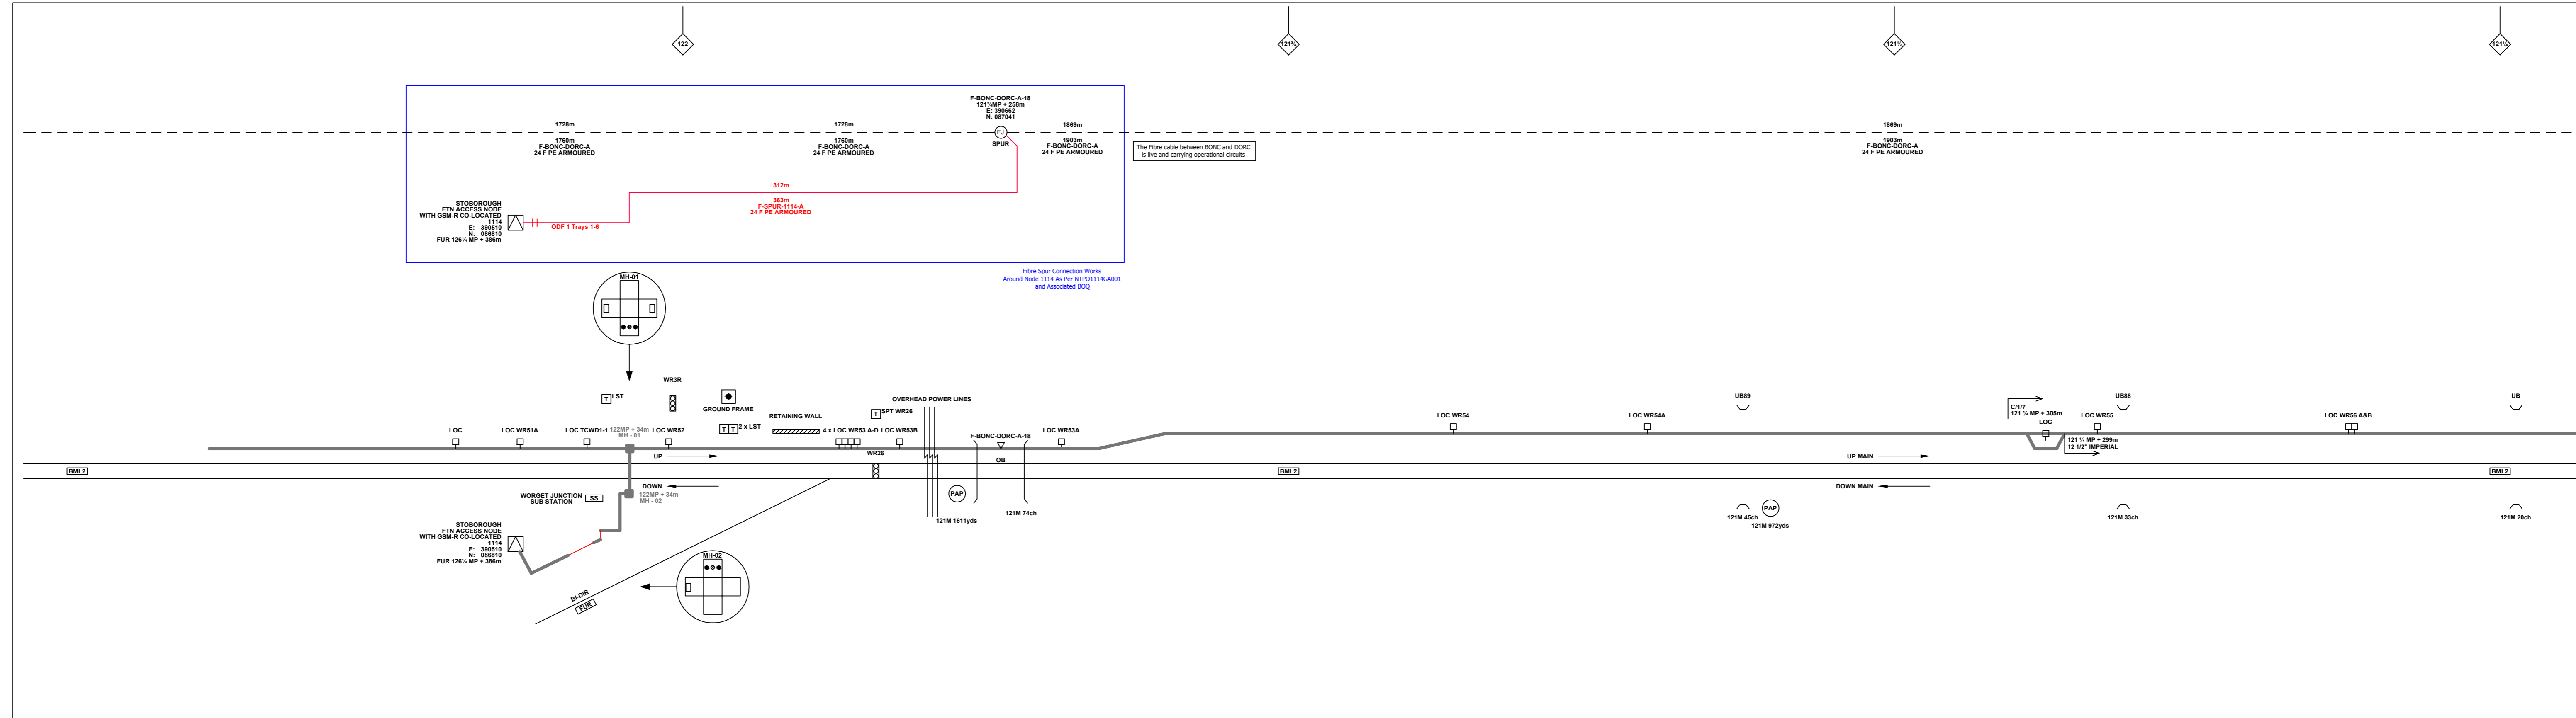 122
121¾
121½
121¼
F-BONC-DORC-A-18
121¾MP + 258m
E: 390662
N: 087041
FJ
SPUR
1728m
1760m
F-BONC-DORC-A
24 F PE ARMOURED
1728m
1760m
F-BONC-DORC-A
24 F PE ARMOURED
1869m
1903m
F-BONC-DORC-A
24 F PE ARMOURED
The Fibre cable between BONC and DORC
is live and carrying operational circuits
1869m
1903m
F-BONC-DORC-A
24 F PE ARMOURED
312m
363m
F-SPUR-1114-A
24 F PE ARMOURED
STOBOROUGH
FTN ACCESS NODE
WITH GSM-R CO-LOCATED
1114
E: 390510
N: 086810
FUR 126¼ MP + 386m
ODF 1 Trays 1-6
Fibre Spur Connection Works
Around Node 1114 As Per NTPO1114GA001
and Associated BOQ
MH-01
WR3R
T LST
GROUND FRAME
T T 2 x LST
RETAINING WALL
T SPT WR26
OVERHEAD POWER LINES
LOC
LOC WR51A
LOC TCWD1-1
122MP + 34m
MH - 01
LOC WR52
4 x LOC WR53 A-D
LOC WR53B
F-BONC-DORC-A-18
LOC WR53A
LOC WR54
LOC WR54A
UB89
C/1/7
121 ¼ MP + 305m
LOC
UB88
LOC WR55
121 ¼ MP + 299m
12 1/2" IMPERIAL
LOC WR56 A&B
UB
UP
WR26
OB
UP MAIN
BML2
BML2
BML2
DOWN
DOWN MAIN
WORGET JUNCTION
SUB STATION
SS
122MP + 34m
MH - 02
PAP
121M 1611yds
121M 74ch
121M 45ch
PAP
121M 972yds
121M 33ch
121M 20ch
STOBOROUGH
FTN ACCESS NODE
WITH GSM-R CO-LOCATED
1114
E: 390510
N: 086810
FUR 126¼ MP + 386m
MH-02
BI-DIR
FUR